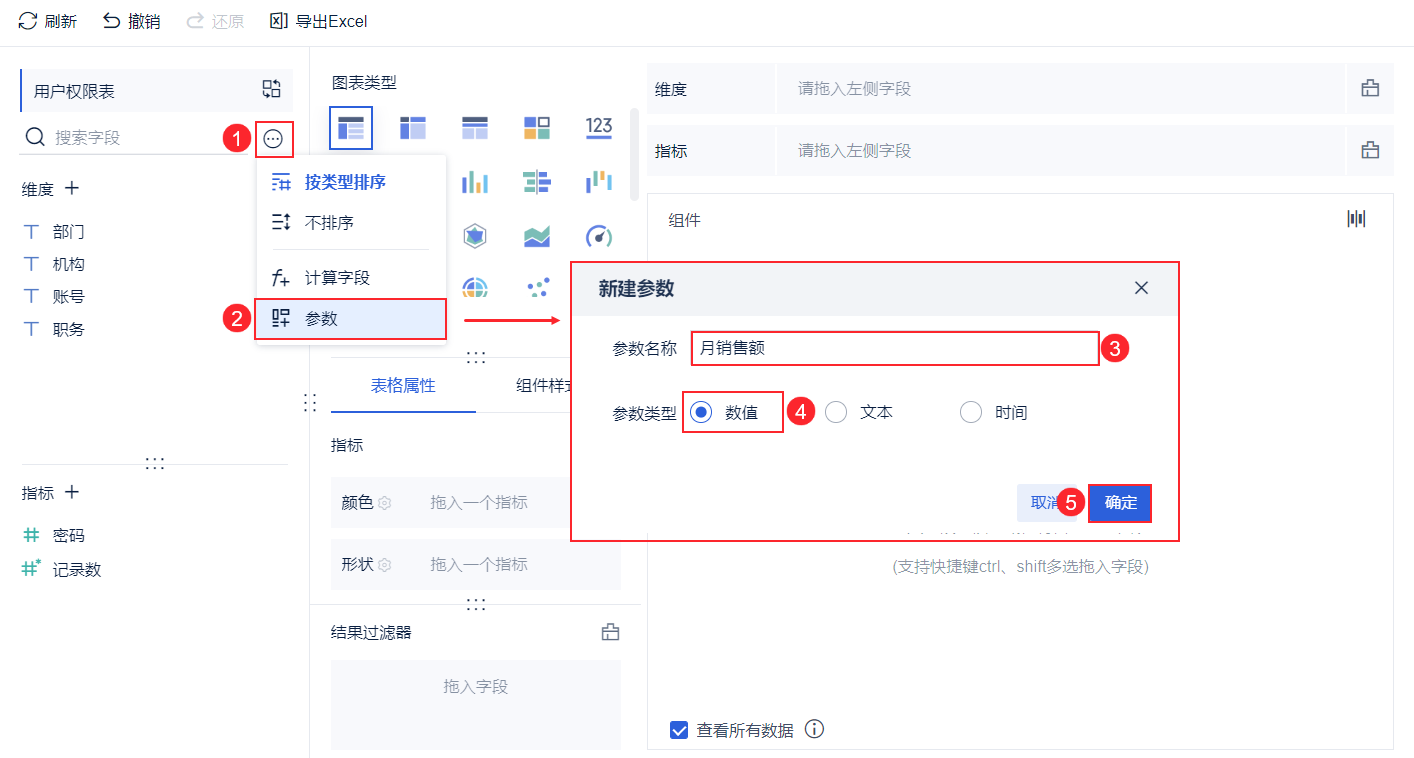 刷新 撤销 还原 导出Excel
用户权限表
搜索字段
1
按类型排序
不排序
计算字段
2
参数
维度
部门
机构
账号
职务
指标
密码
记录数
图表类型
123
表格属性 组件样
指标
颜色 拖入一个指标
形状 拖入一个指标
结果过滤器
拖入字段
维度 请拖入左侧字段
指标 请拖入左侧字段
组件
新建参数
参数名称 月销售额 3
参数类型 数值 4 文本 时间
取消 5 确定
(支持快捷键ctrl、shift多选拖入字段)
查看所有数据